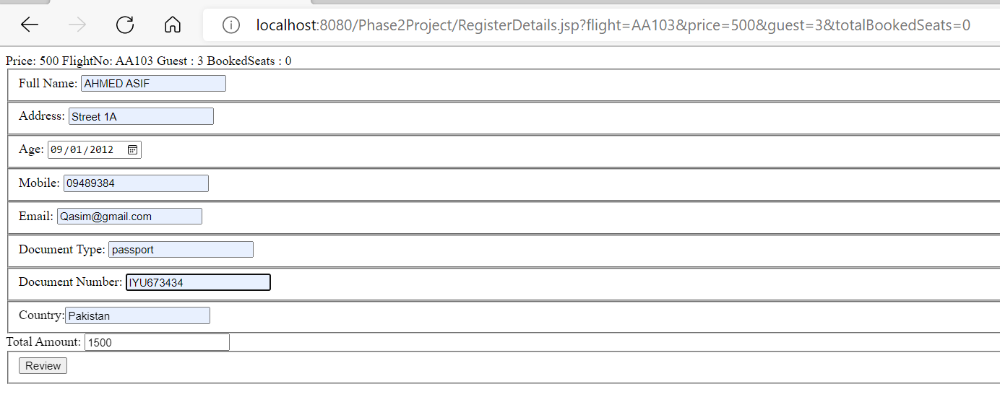 localhost:8080/Phase2Project/RegisterDetails.jsp?flight=AA103&price=500&guest=3&totalBookedSeats=0
Price: 500 FlightNo: AA103 Guest : 3 BookedSeats : 0
Full Name: AHMED ASIF
Address: Street 1A
Age: 09/01/2012
Mobile: 09489384
Email: Qasim@gmail.com
Document Type: passport
Document Number: IYU673434
Country:Pakistan
Total Amount: 1500
Review